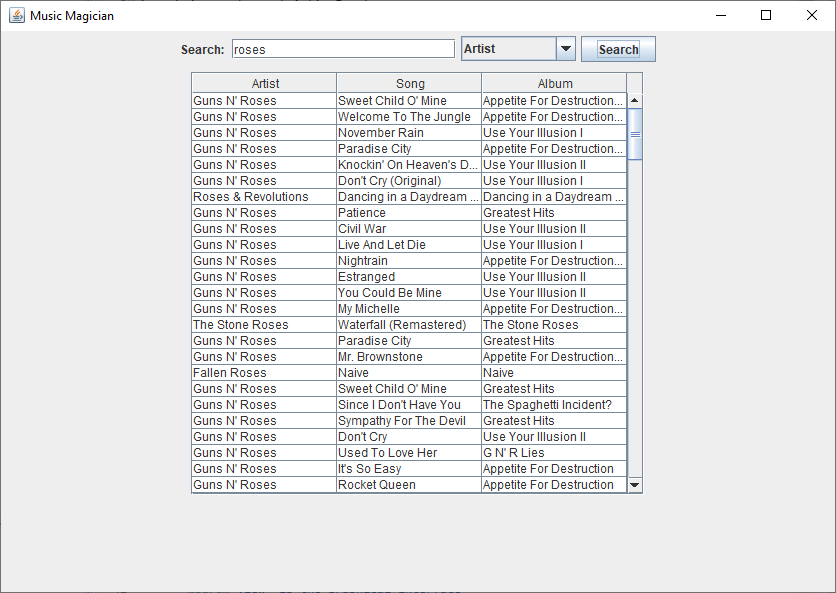 Music Magician
Search: roses Artist Search
Artist Song Album
Guns N' Roses Sweet Child O' Mine Appetite For Destruction...
Guns N' Roses Welcome To The Jungle Appetite For Destruction...
Guns N' Roses November Rain Use Your Illusion I
Guns N' Roses Paradise City Appetite For Destruction...
Guns N' Roses Knockin' On Heaven's D... Use Your Illusion II
Guns N' Roses Don't Cry (Original) Use Your Illusion I
Roses & Revolutions Dancing in a Daydream ... Dancing in a Daydream ...
Guns N' Roses Patience Greatest Hits
Guns N' Roses Civil War Use Your Illusion II
Guns N' Roses Live And Let Die Use Your Illusion I
Guns N' Roses Nightrain Appetite For Destruction...
Guns N' Roses Estranged Use Your Illusion II
Guns N' Roses You Could Be Mine Use Your Illusion II
Guns N' Roses My Michelle Appetite For Destruction...
The Stone Roses Waterfall (Remastered) The Stone Roses
Guns N' Roses Paradise City Greatest Hits
Guns N' Roses Mr. Brownstone Appetite For Destruction...
Fallen Roses Naive Naive
Guns N' Roses Sweet Child O' Mine Greatest Hits
Guns N' Roses Since I Don't Have You The Spaghetti Incident?
Guns N' Roses Sympathy For The Devil Greatest Hits
Guns N' Roses Don't Cry Use Your Illusion II
Guns N' Roses Used To Love Her G N' R Lies
Guns N' Roses It's So Easy Appetite For Destruction
Guns N' Roses Rocket Queen Appetite For Destruction